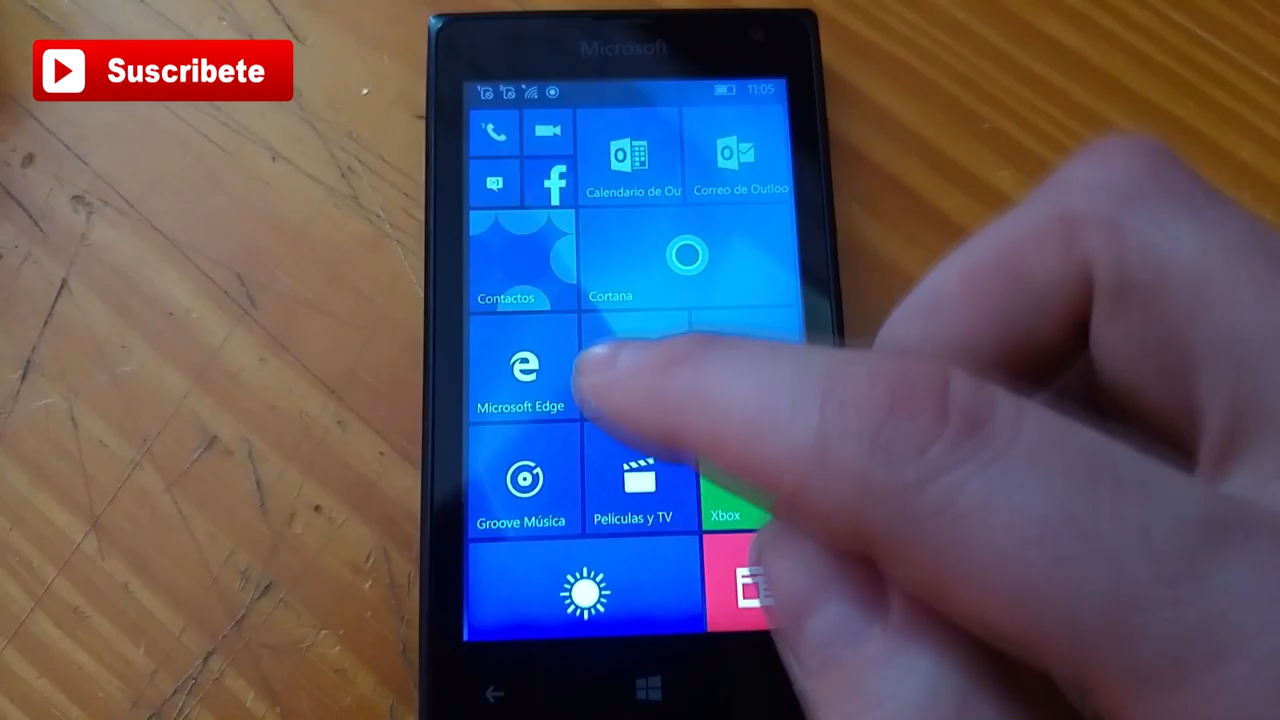 Suscribete
Microsoft
11:05
Calendario de Ou
Correo de Outloo
Contactos
Cortana
Microsoft Edge
Groove Música
Películas y TV
Xbox